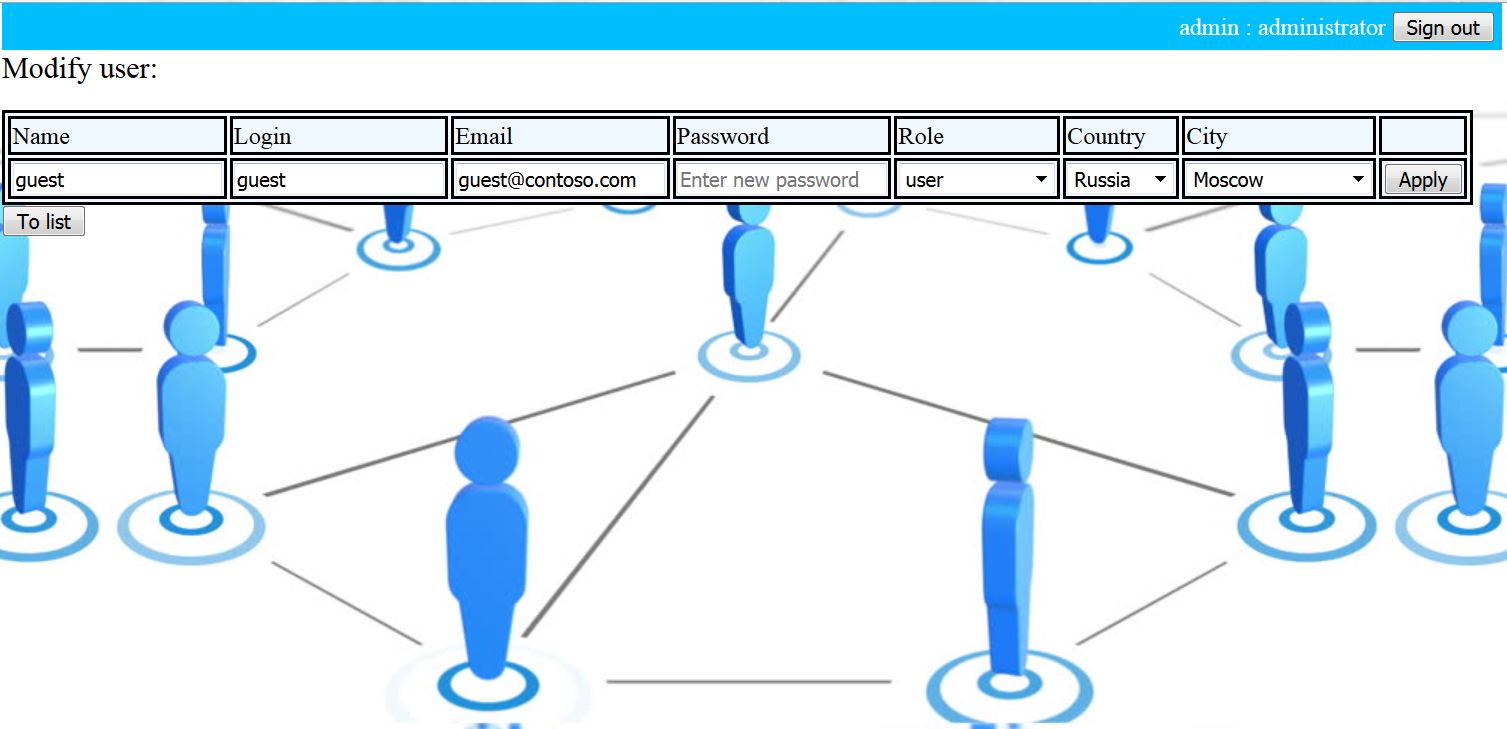 admin : administrator Sign out
Modify user:
Name Login Email Password Role Country City
guest guest guest@contoso.com Enter new password user Russia Moscow Apply
To list